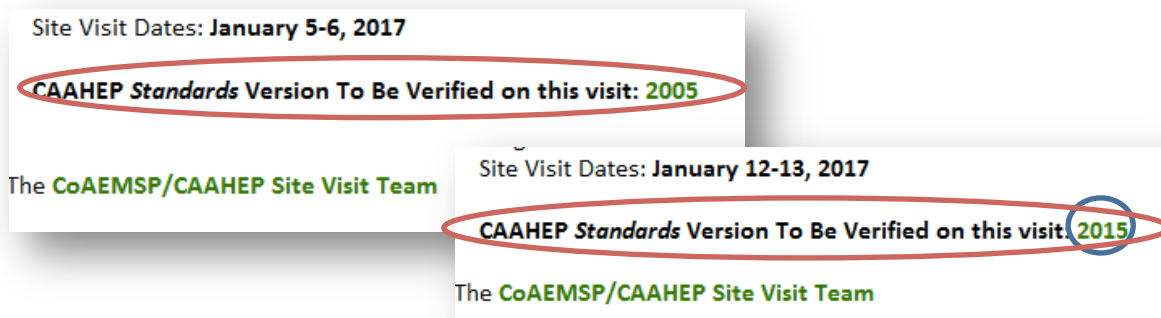 Site Visit Dates: January 5-6, 2017
CAAHEP Standards Version To Be Verified on this visit: 2005
The CoAEMSP/CAAHEP Site Visit Team
Site Visit Dates: January 12-13, 2017
CAAHEP Standards Version To Be Verified on this visit: 2015
The CoAEMSP/CAAHEP Site Visit Team